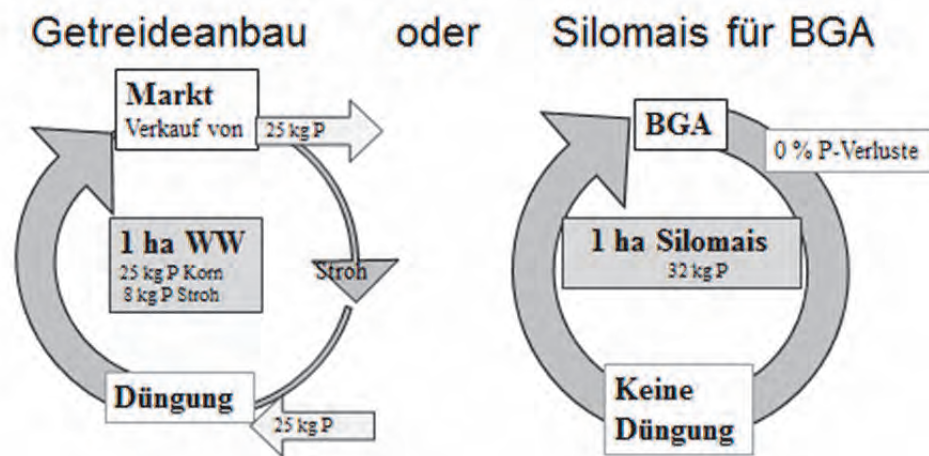 Getreideanbau oder Silomais für BGA
Markt
Verkauf von
25 kg P
1 ha WW
25 kg P Korn
8 kg P Stroh
Stroh
Düngung
25 kg P
BGA
0 % P-Verluste
1 ha Silomais
32 kg P
Keine
Düngung